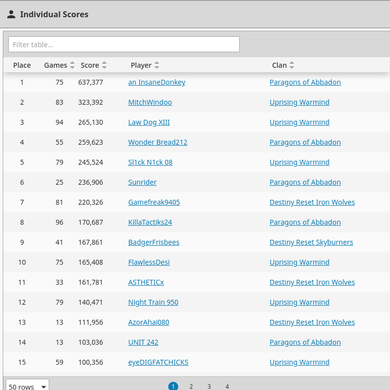 Individual Scores
Filter table...
Place Games Score Player Clan
1 75 637,377 an InsaneDonkey Paragons of Abbadon
2 83 323,392 MitchWindoo Uprising Warmind
3 94 265,130 Law Dog XIII Uprising Warmind
4 55 259,623 Wonder Bread212 Paragons of Abbadon
5 79 245,524 Sl1ck N1ck 08 Uprising Warmind
6 25 236,906 Sunrider Paragons of Abbadon
7 81 220,326 Gamefreak9405 Destiny Reset Iron Wolves
8 96 170,687 KillaTactiks24 Paragons of Abbadon
9 41 167,861 BadgerFrisbees Destiny Reset Skyburners
10 75 165,408 FlawlessDesi Uprising Warmind
11 33 161,781 ASTHETICx Destiny Reset Iron Wolves
12 79 140,471 Night Train 950 Uprising Warmind
13 13 111,956 AzorAhai080 Destiny Reset Iron Wolves
14 13 103,036 UNIT 242 Paragons of Abbadon
15 59 100,356 eyeDIGFATCHICKS Uprising Warmind
50 rows 1 2 3 4